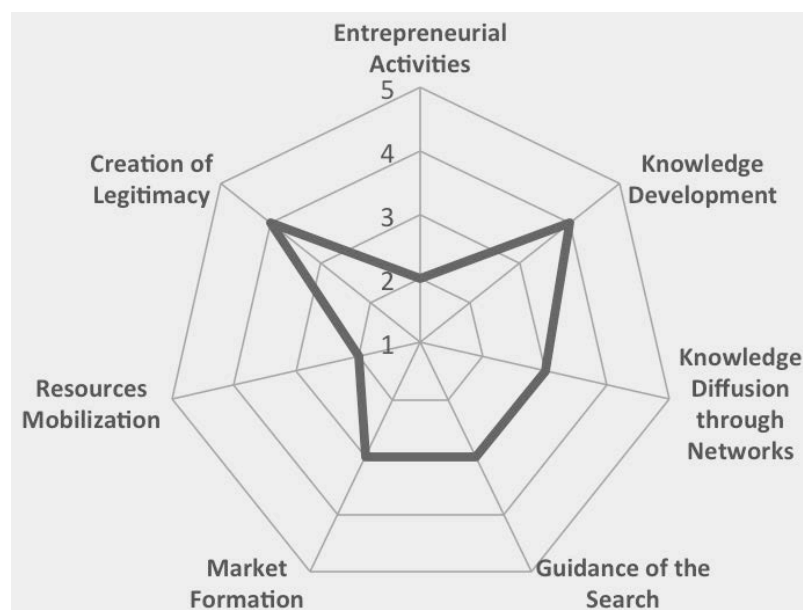 Entrepreneurial
Activities
5
4
3
2
1
Creation of
Legitimacy
Knowledge
Development
Resources
Mobilization
Knowledge
Diffusion
through
Networks
Market
Formation
Guidance of the
Search